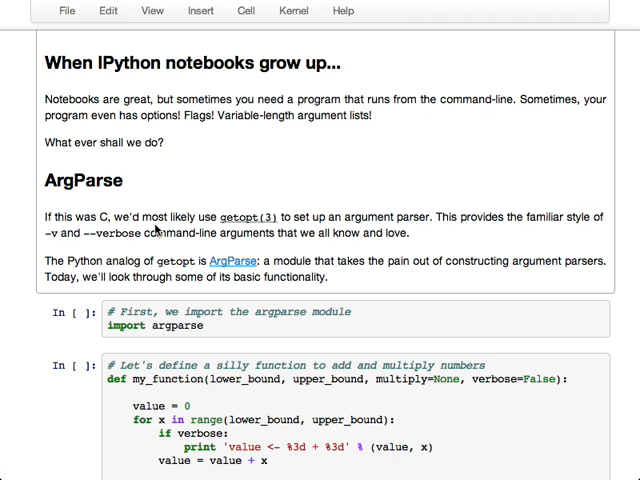 File Edit View Insert Cell Kernel Help
When IPython notebooks grow up...
Notebooks are great, but sometimes you need a program that runs from the command-line. Sometimes, your
program even has options! Flags! Variable-length argument lists!
What ever shall we do?
ArgParse
If this was C, we'd most likely use getopt(3) to set up an argument parser. This provides the familiar style of
-v and --verbose command-line arguments that we all know and love.
The Python analog of getopt is ArgParse: a module that takes the pain out of constructing argument parsers.
Today, we'll look through some of its basic functionality.
In [ ]: # First, we import the argparse module
import argparse
In [ ]: # Let's define a silly function to add and multiply numbers
def my_function(lower_bound, upper_bound, multiply=None, verbose=False):
value = 0
for x in range(lower_bound, upper_bound):
if verbose:
print 'value <- %3d + %3d' % (value, x)
value = value + x